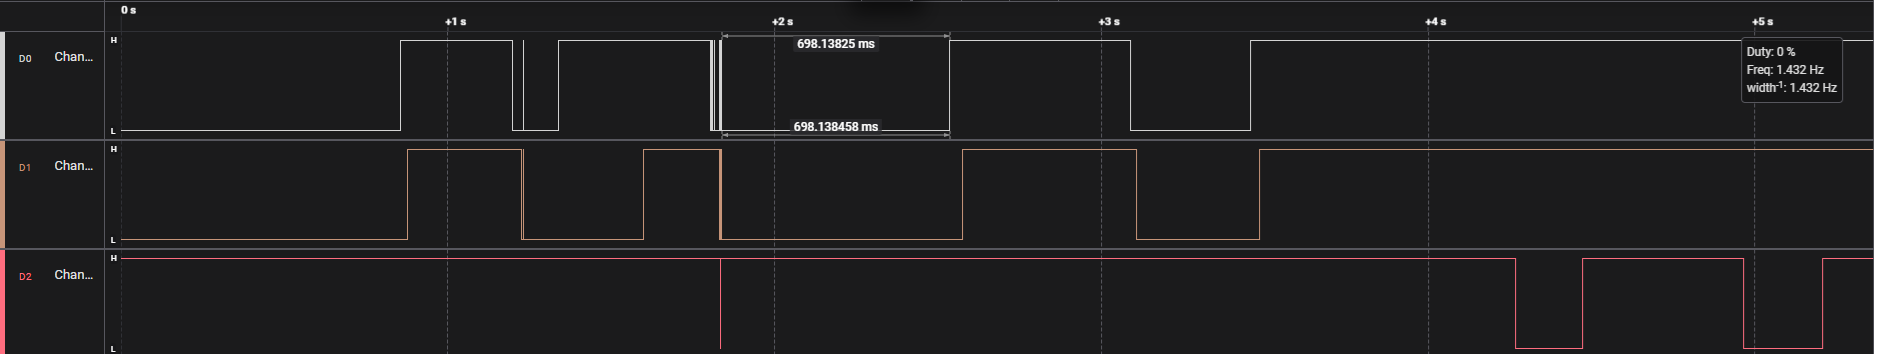 0 s
+1 s
+2 s
+3 s
+4 s
+5 s
H
D0 Chan...
L
698.13825 ms
698.138458 ms
Duty: 0 %
Freq: 1.432 Hz
width⁻¹: 1.432 Hz
H
D1 Chan...
L
H
D2 Chan...
L